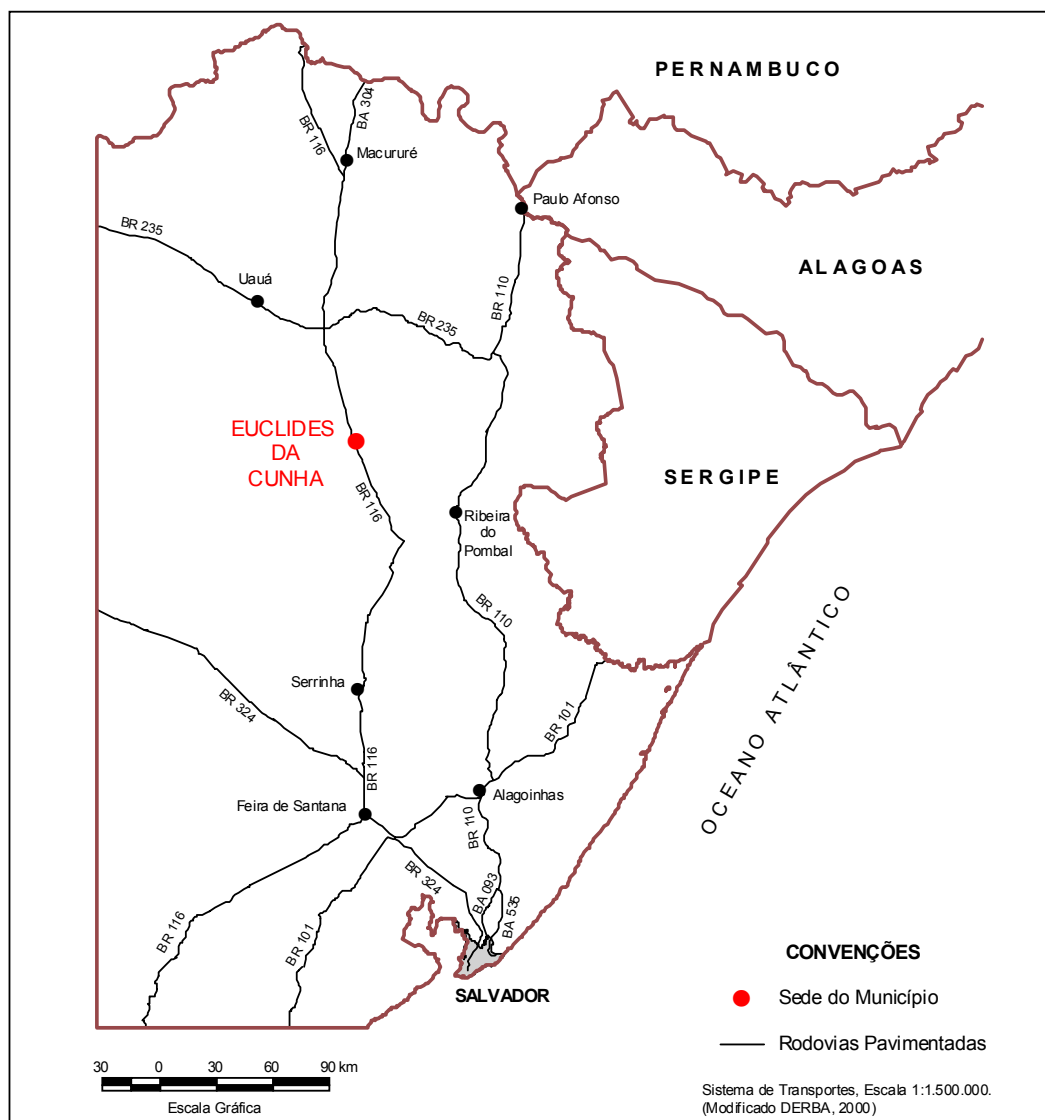 PERNAMBUCO
BA 304
BR 116
Macururé
Paulo Afonso
BR 235
ALAGOAS
Uauá
BR 110
BR 235
EUCLIDES
DA
CUNHA
SERGIPE
BR 116
Ribeira
do
Pombal
BR 110
OCEANO ATLÂNTICO
Serrinha
BR 324
BR 101
BR 116
Alagoinhas
Feira de Santana
BR 110
BR 324
BA 093
BA 535
BR 116
BR 101
SALVADOR
CONVENÇÕES
Sede do Município
Rodovias Pavimentadas
30 0 30 60 90 km
Escala Gráfica
Sistema de Transportes, Escala 1:1.500.000.
(Modificado DERBA, 2000)